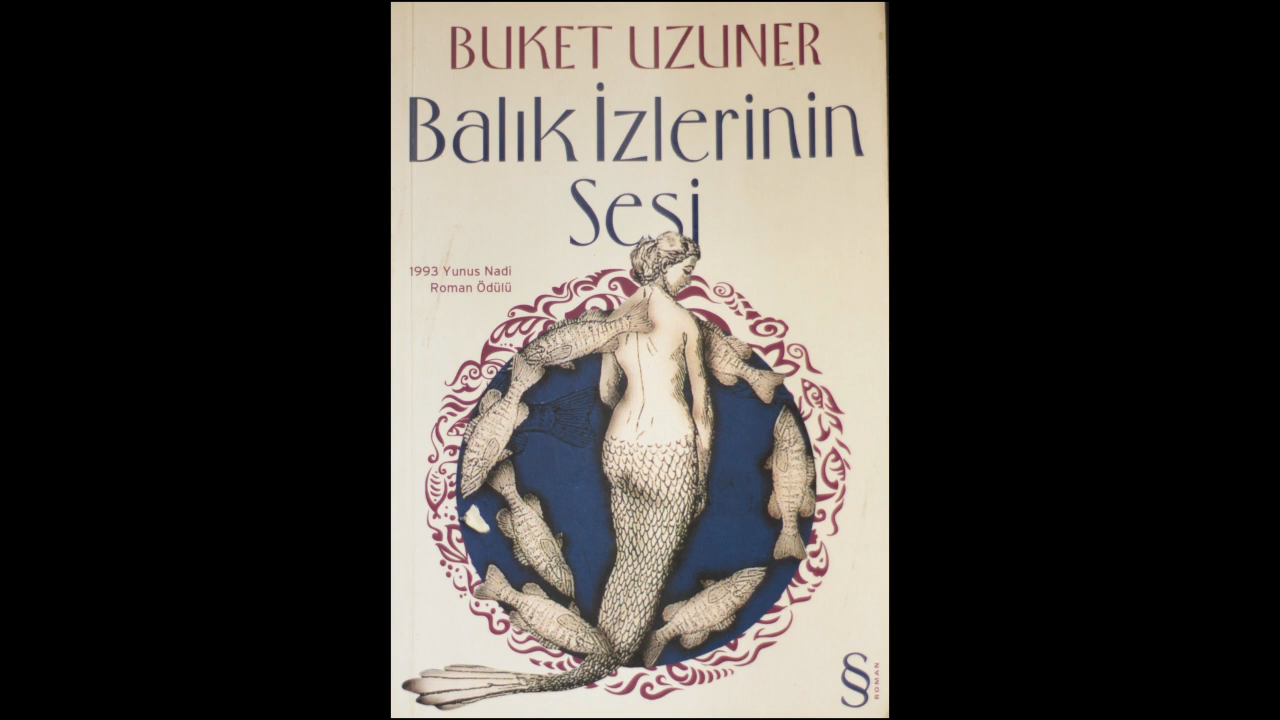 BUKET UZUNER
Balık İzlerinin
Sesi
1993 Yunus Nadi
Roman Ödülü
ROMAN